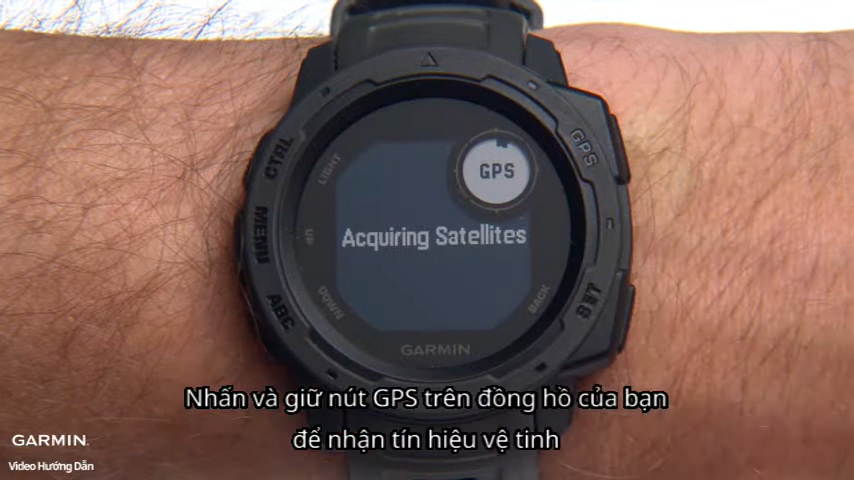 GPS
CTRL
LIGHT
GPS
MENU
UP
Acquiring Satellites
ABC
DOWN
BACK
SET
GARMIN
Nhấn và giữ nút GPS trên đồng hồ của bạn
để nhận tín hiệu vệ tinh
GARMIN.
Video Hướng Dẫn